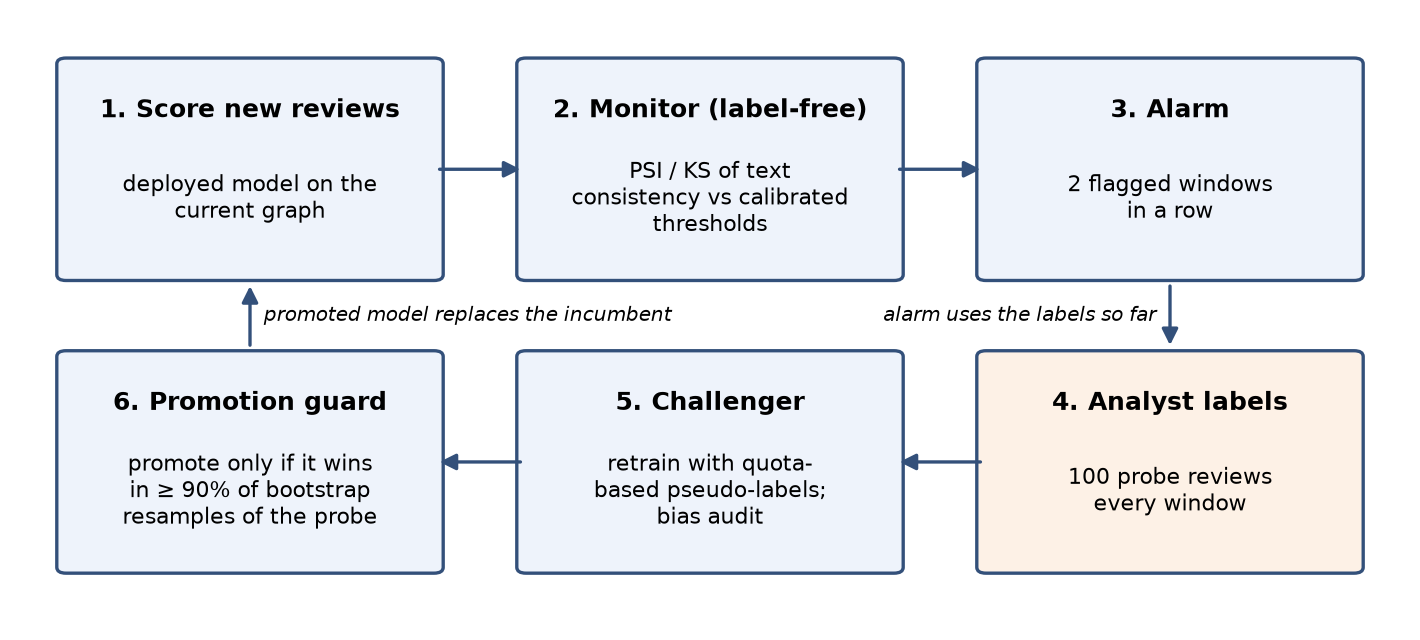 1. Score new reviews
deployed model on the
current graph
2. Monitor (label-free)
PSI / KS of text
consistency vs calibrated
thresholds
3. Alarm
2 flagged windows
in a row
promoted model replaces the incumbent
alarm uses the labels so far
6. Promotion guard
promote only if it wins
in ≥ 90% of bootstrap
resamples of the probe
5. Challenger
retrain with quota-
based pseudo-labels;
bias audit
4. Analyst labels
100 probe reviews
every window